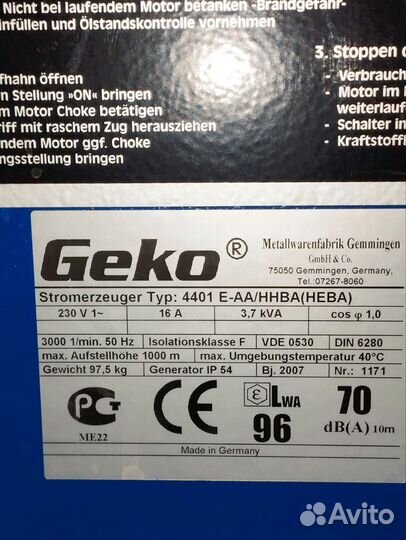 Nicht bei laufendem Motor betanken -Brandgefahr-
infüllen und Ölstandskontrolle vornehmen
ffnahn öffnen
Stellung "ON" bringen
em Motor Choke betätigen
riff mit raschem Zug herausziehen
ndem Motor ggf. Choke
ngsstellung bringen
3. Stoppen d
- Verbrauch
- Motor im
weiterlauf
- Schalter in
- Kraftstoff
Geko®
Metallwarenfabrik Gemmingen
GmbH & Co.
75050 Gemmingen, Germany,
Tel.:07267-8060
Stromerzeuger Typ: 4401 E-AA/HHBA(HEBA)
230 V 1~ 16 A 3,7 kVA cos φ 1,0
3000 1/min. 50 Hz Isolationsklasse F VDE 0530 DIN 6280
max. Aufstellhöhe 1000 m max. Umgebungstemperatur 40°C
Gewicht 97,5 kg Generator IP 54 Bj. 2007 Nr.: 1171
РСТ CE LWA 70
ME22 96 dB(A) 10m
Made in Germany
Avito